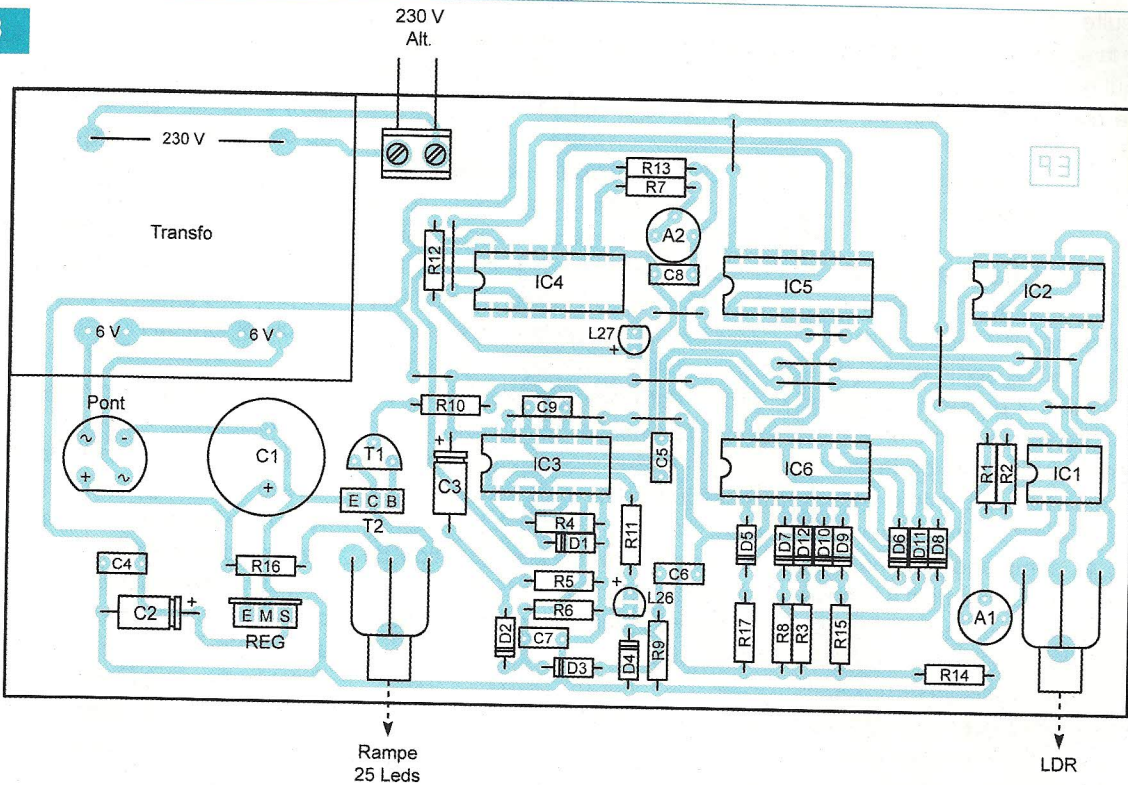 230 V
Alt.
230 V
Transfo
6 V
6 V
Pont
~
-
+
~
C1
+
R12
R13
R7
A2
C8
IC4
IC5
IC2
L27
+
R10
C9
T1
E C B
T2
+
C3
IC3
C5
IC6
R1
R2
IC1
R4
D1
R11
R5
R6
+
L26
C6
D5
D7
D12
D10
D9
D6
D11
D8
C4
R16
C2
+
E M S
REG
D2
C7
D3
D4
R9
R17
R8
R3
R15
A1
R14
EP
Rampe
25 Leds
LDR